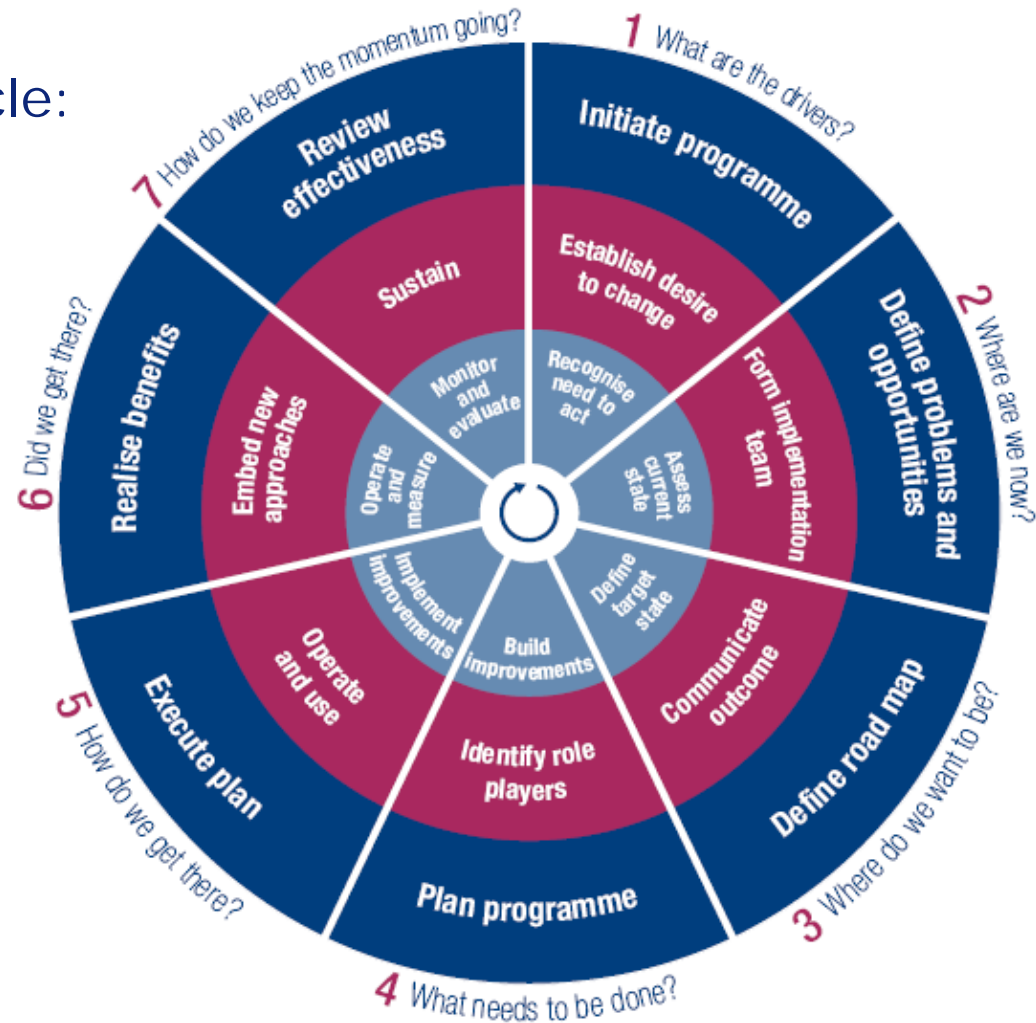 cle:
1 What are the drivers?
Initiate programme
Establish desire
to change
Recognise
need to
act
2 Where are we now?
Define problems and
opportunities
Form implementation
team
Assess
current
state
3 Where do we want to be?
Define road map
Communicate
outcome
Define
target
state
4 What needs to be done?
Plan programme
Identify role
players
Build
improvements
5 How do we get there?
Execute plan
Operate
and use
Implement
improvements
6 Did we get there?
Realise benefits
Embed new
approaches
Operate
and
measure
7 How do we keep the momentum going?
Review
effectiveness
Sustain
Monitor
and
evaluate